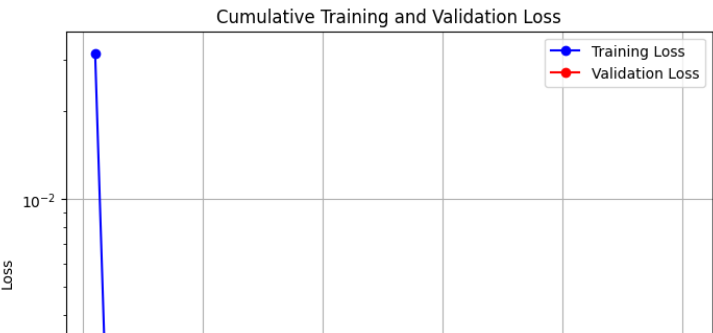 Cumulative Training and Validation Loss
Training Loss
Validation Loss
10⁻²
Loss